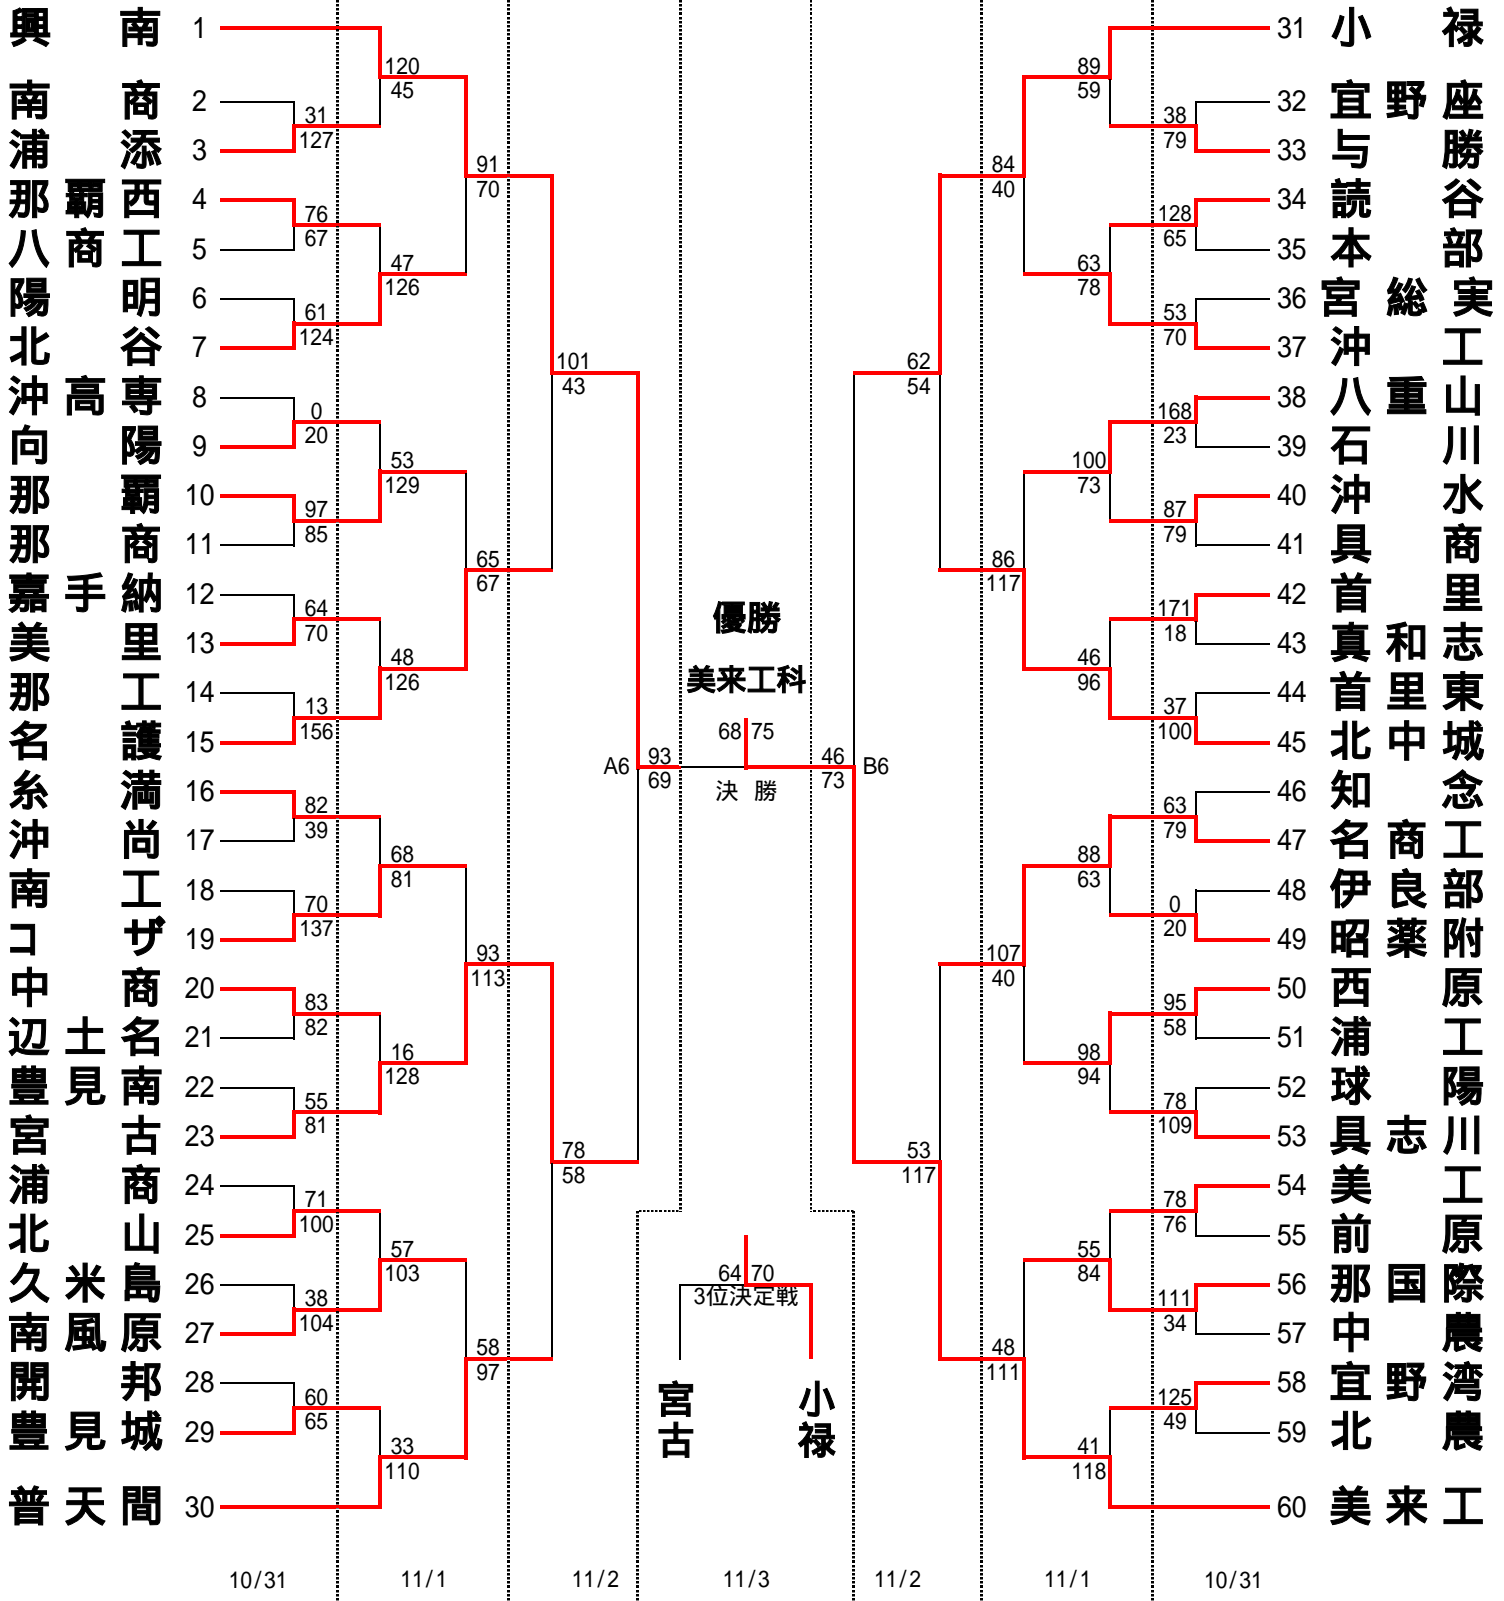 興南 1
南商 2
浦添 3
那覇西 4
八商工 5
陽明 6
北谷 7
沖高専 8
向陽 9
那覇 10
那商 11
嘉手納 12
美里 13
那工 14
名護 15
糸満 16
沖尚 17
南工 18
コザ 19
中商 20
辺土名 21
豊見南 22
宮古 23
浦商 24
北山 25
久米島 26
南風原 27
開邦 28
豊見城 29
普天間 30
31
127
76
67
61
124
0
20
97
85
64
70
13
156
82
39
70
137
83
82
55
81
71
100
38
104
60
65
120
45
47
126
53
129
48
126
68
81
16
128
57
103
33
110
91
70
65
67
93
113
58
97
101
43
78
58
A6
93
69
優勝
美来工科
68 75
決勝
64 70
3位決定戦
宮古
小禄
46
73
B6
62
54
53
117
84
40
86
117
107
40
48
111
89
59
63
78
100
73
46
96
88
63
98
94
55
84
41
118
38
79
128
65
53
70
168
23
87
79
171
18
37
100
63
79
0
20
95
58
78
109
78
76
111
34
125
49
31 小禄
32 宜野座
33 与勝
34 読谷
35 本部
36 宮総実
37 沖工
38 八重山
39 石川
40 沖水
41 具商
42 首里
43 真和志
44 首里東
45 北中城
46 知念
47 名商工
48 伊良部
49 昭薬附
50 西原
51 浦工
52 球陽
53 具志川
54 美工
55 前原
56 那国際
57 中農
58 宜野湾
59 北農
60 美来工
10/31 11/1 11/2 11/3 11/2 11/1 10/31